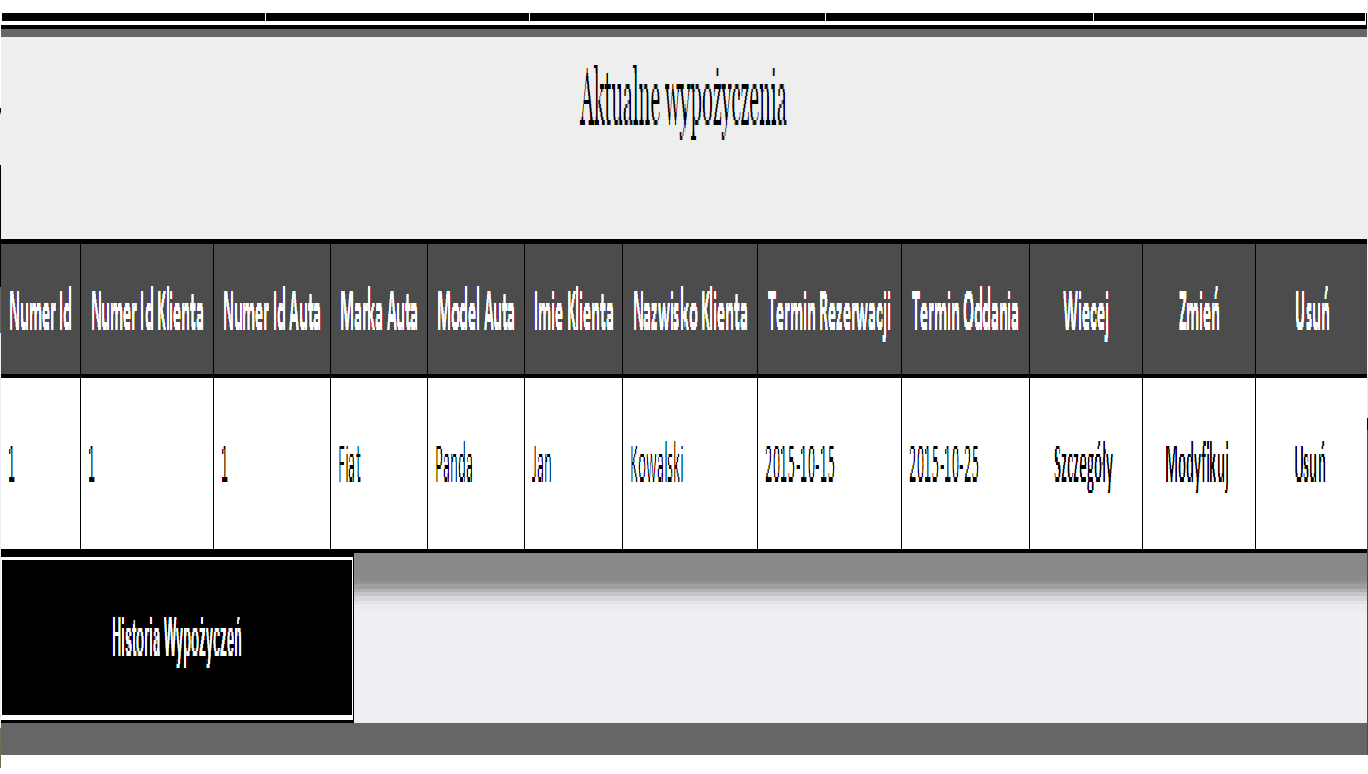 Aktualne wypożyczenia
Numer Id Numer Id Klienta Numer Id Auta Marka Auta Model Auta Imie Klienta Nazwisko Klienta Termin Rezerwacji Termin Oddania Wiecej Zmień Usuń
1 1 1 Fiat Panda Jan Kowalski 2015-10-15 2015-10-25 Szczegóły Modyfikuj Usuń
Historia Wypożyczeń